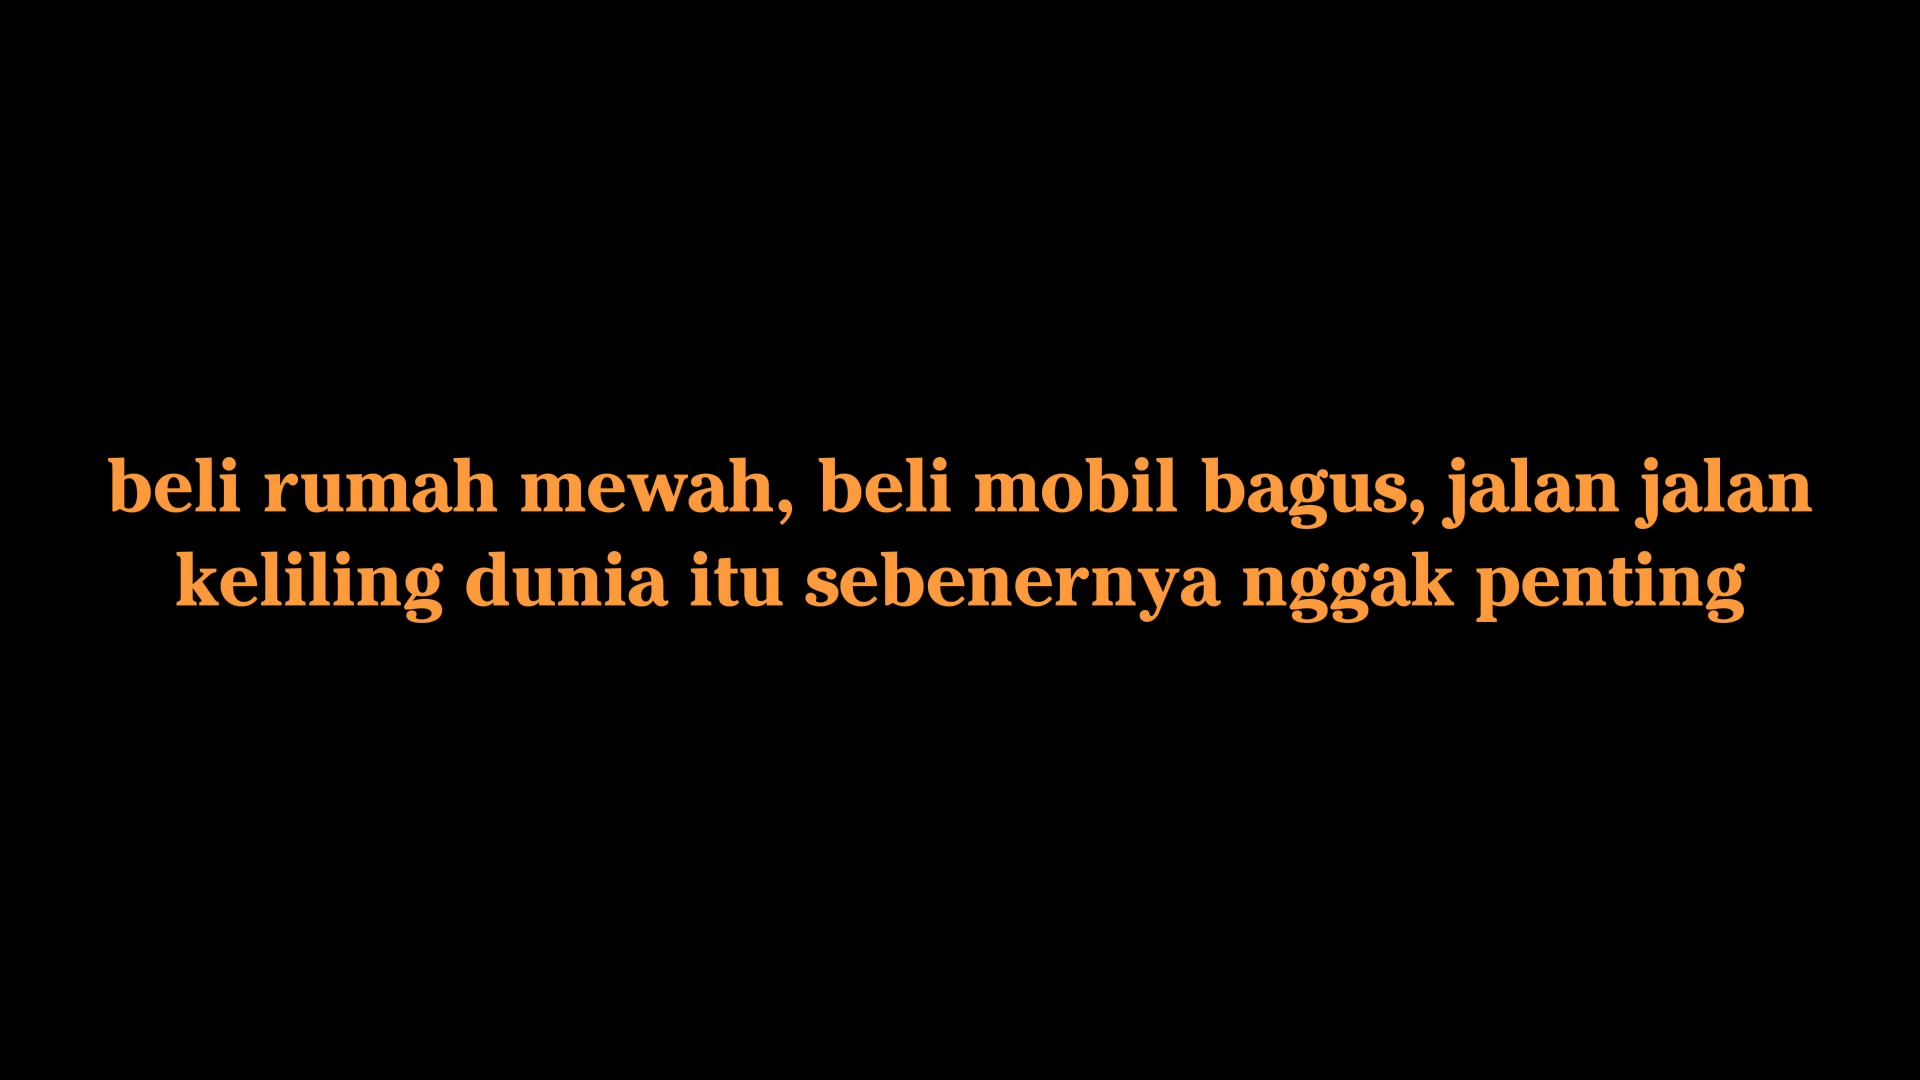 beli rumah mewah, beli mobil bagus, jalan jalan
keliling dunia itu sebenernya nggak penting